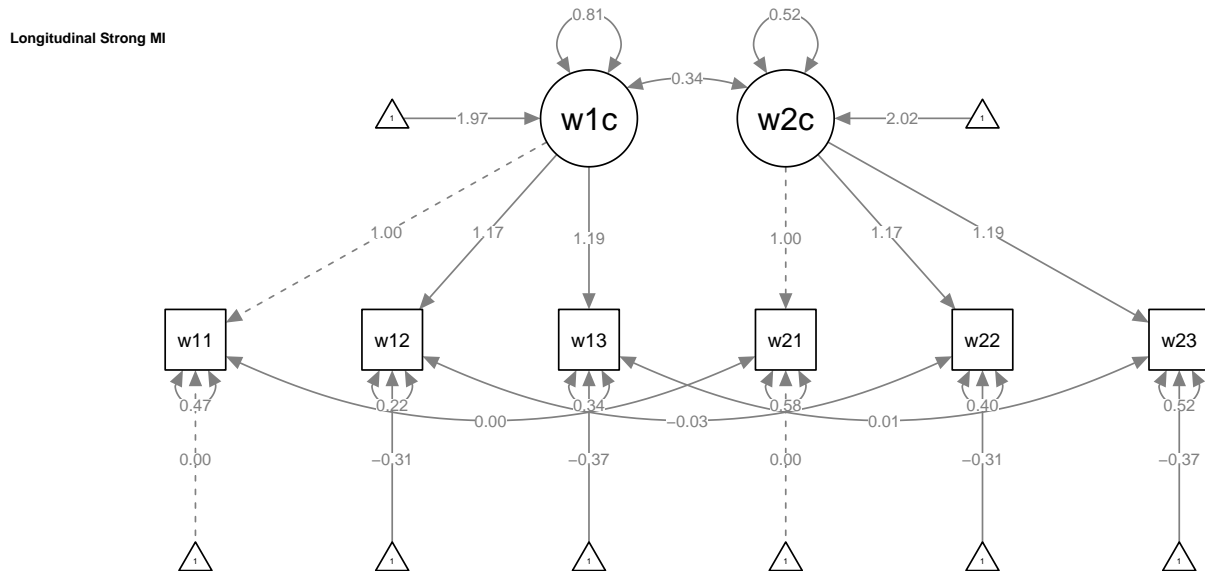 0.81 0.52
Longitudinal Strong MI
0.34
1 1.97 w1c w2c 2.02 1
1.00 1.17 1.19 1.00 1.17 1.19
w11 w12 w13 w21 w22 w23
0.47 0.22 0.34 0.58 0.40 0.52
0.00 −0.03 0.01
0.00 −0.31 −0.37 0.00 −0.31 −0.37
1 1 1 1 1 1